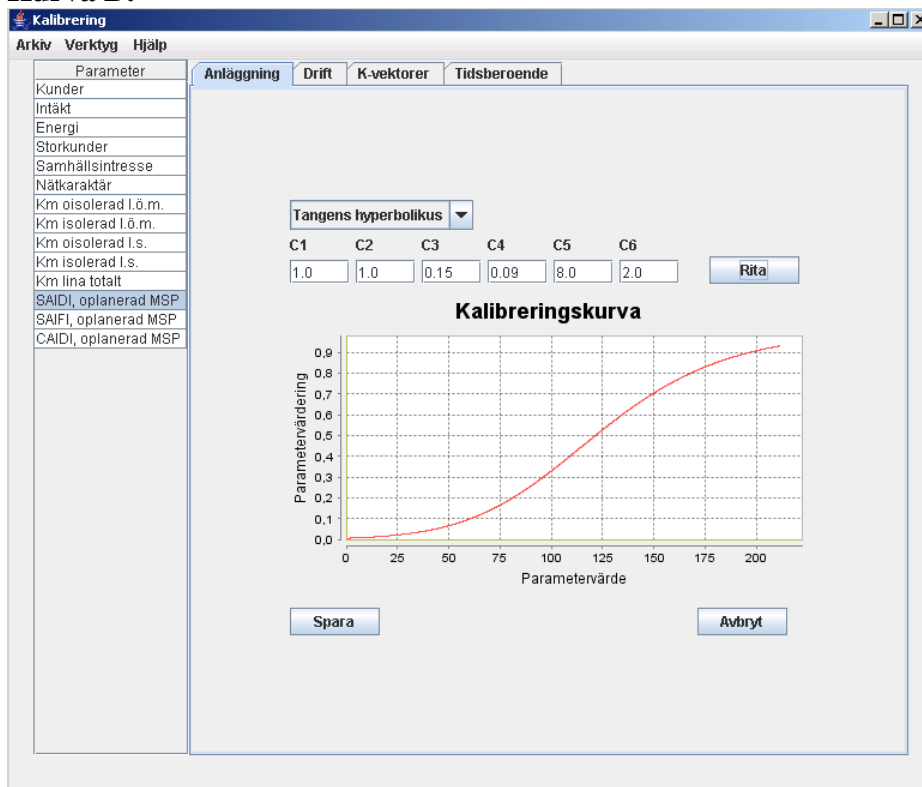 Kalibrering
Arkiv Verktyg Hjälp
Parameter
Kunder
Intäkt
Energi
Storkunder
Samhällsintresse
Nätkaraktär
Km oisolerad l.ö.m.
Km isolerad l.ö.m.
Km oisolerad l.s.
Km isolerad l.s.
Km lina totalt
SAIDI, oplanerad MSP
SAIFI, oplanerad MSP
CAIDI, oplanerad MSP
Anläggning Drift K-vektorer Tidsberoende
Tangens hyperbolikus
C1 C2 C3 C4 C5 C6
1.0 1.0 0.15 0.09 8.0 2.0 Rita
Kalibreringskurva
Parametervärdering
0,9
0,8
0,7
0,6
0,5
0,4
0,3
0,2
0,1
0,0
0 25 50 75 100 125 150 175 200
Parametervärde
Spara Avbryt